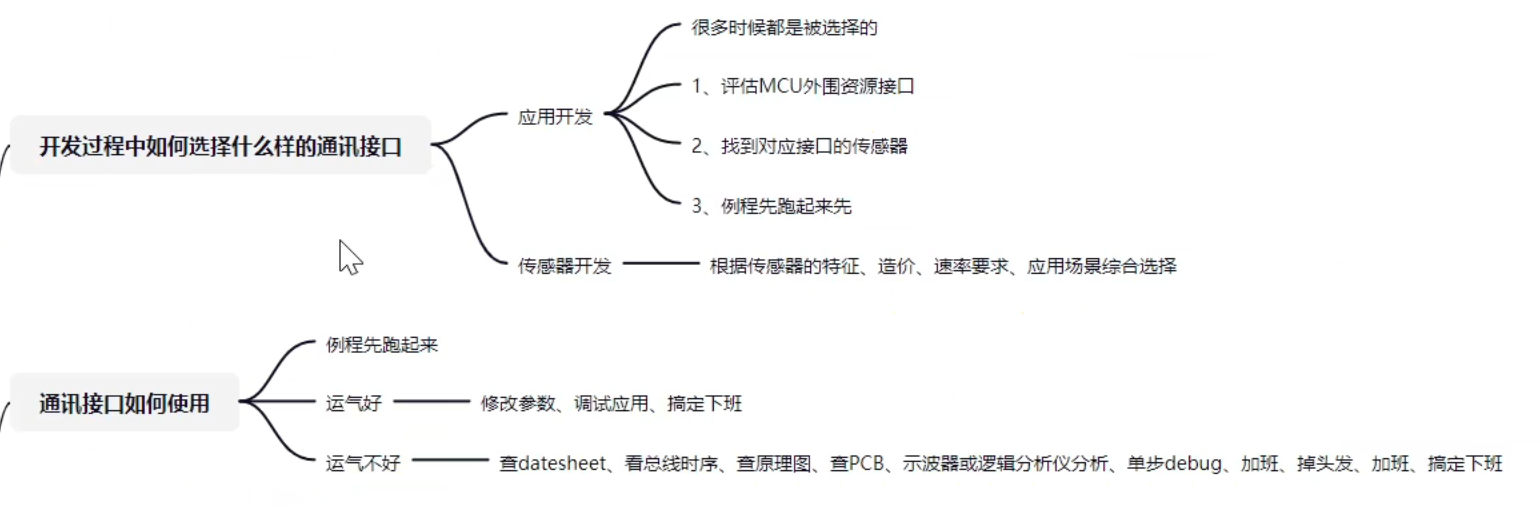 很多时候都是被选择的
1、评估MCU外围资源接口
应用开发
开发过程中如何选择什么样的通讯接口
2、找到对应接口的传感器
3、例程先跑起来先
传感器开发
根据传感器的特征、造价、速率要求、应用场景综合选择
例程先跑起来
通讯接口如何使用
运气好
修改参数、调试应用、搞定下班
运气不好
查datesheet、看总线时序、查原理图、查PCB、示波器或逻辑分析仪分析、单步debug、加班、掉头发、加班、搞定下班